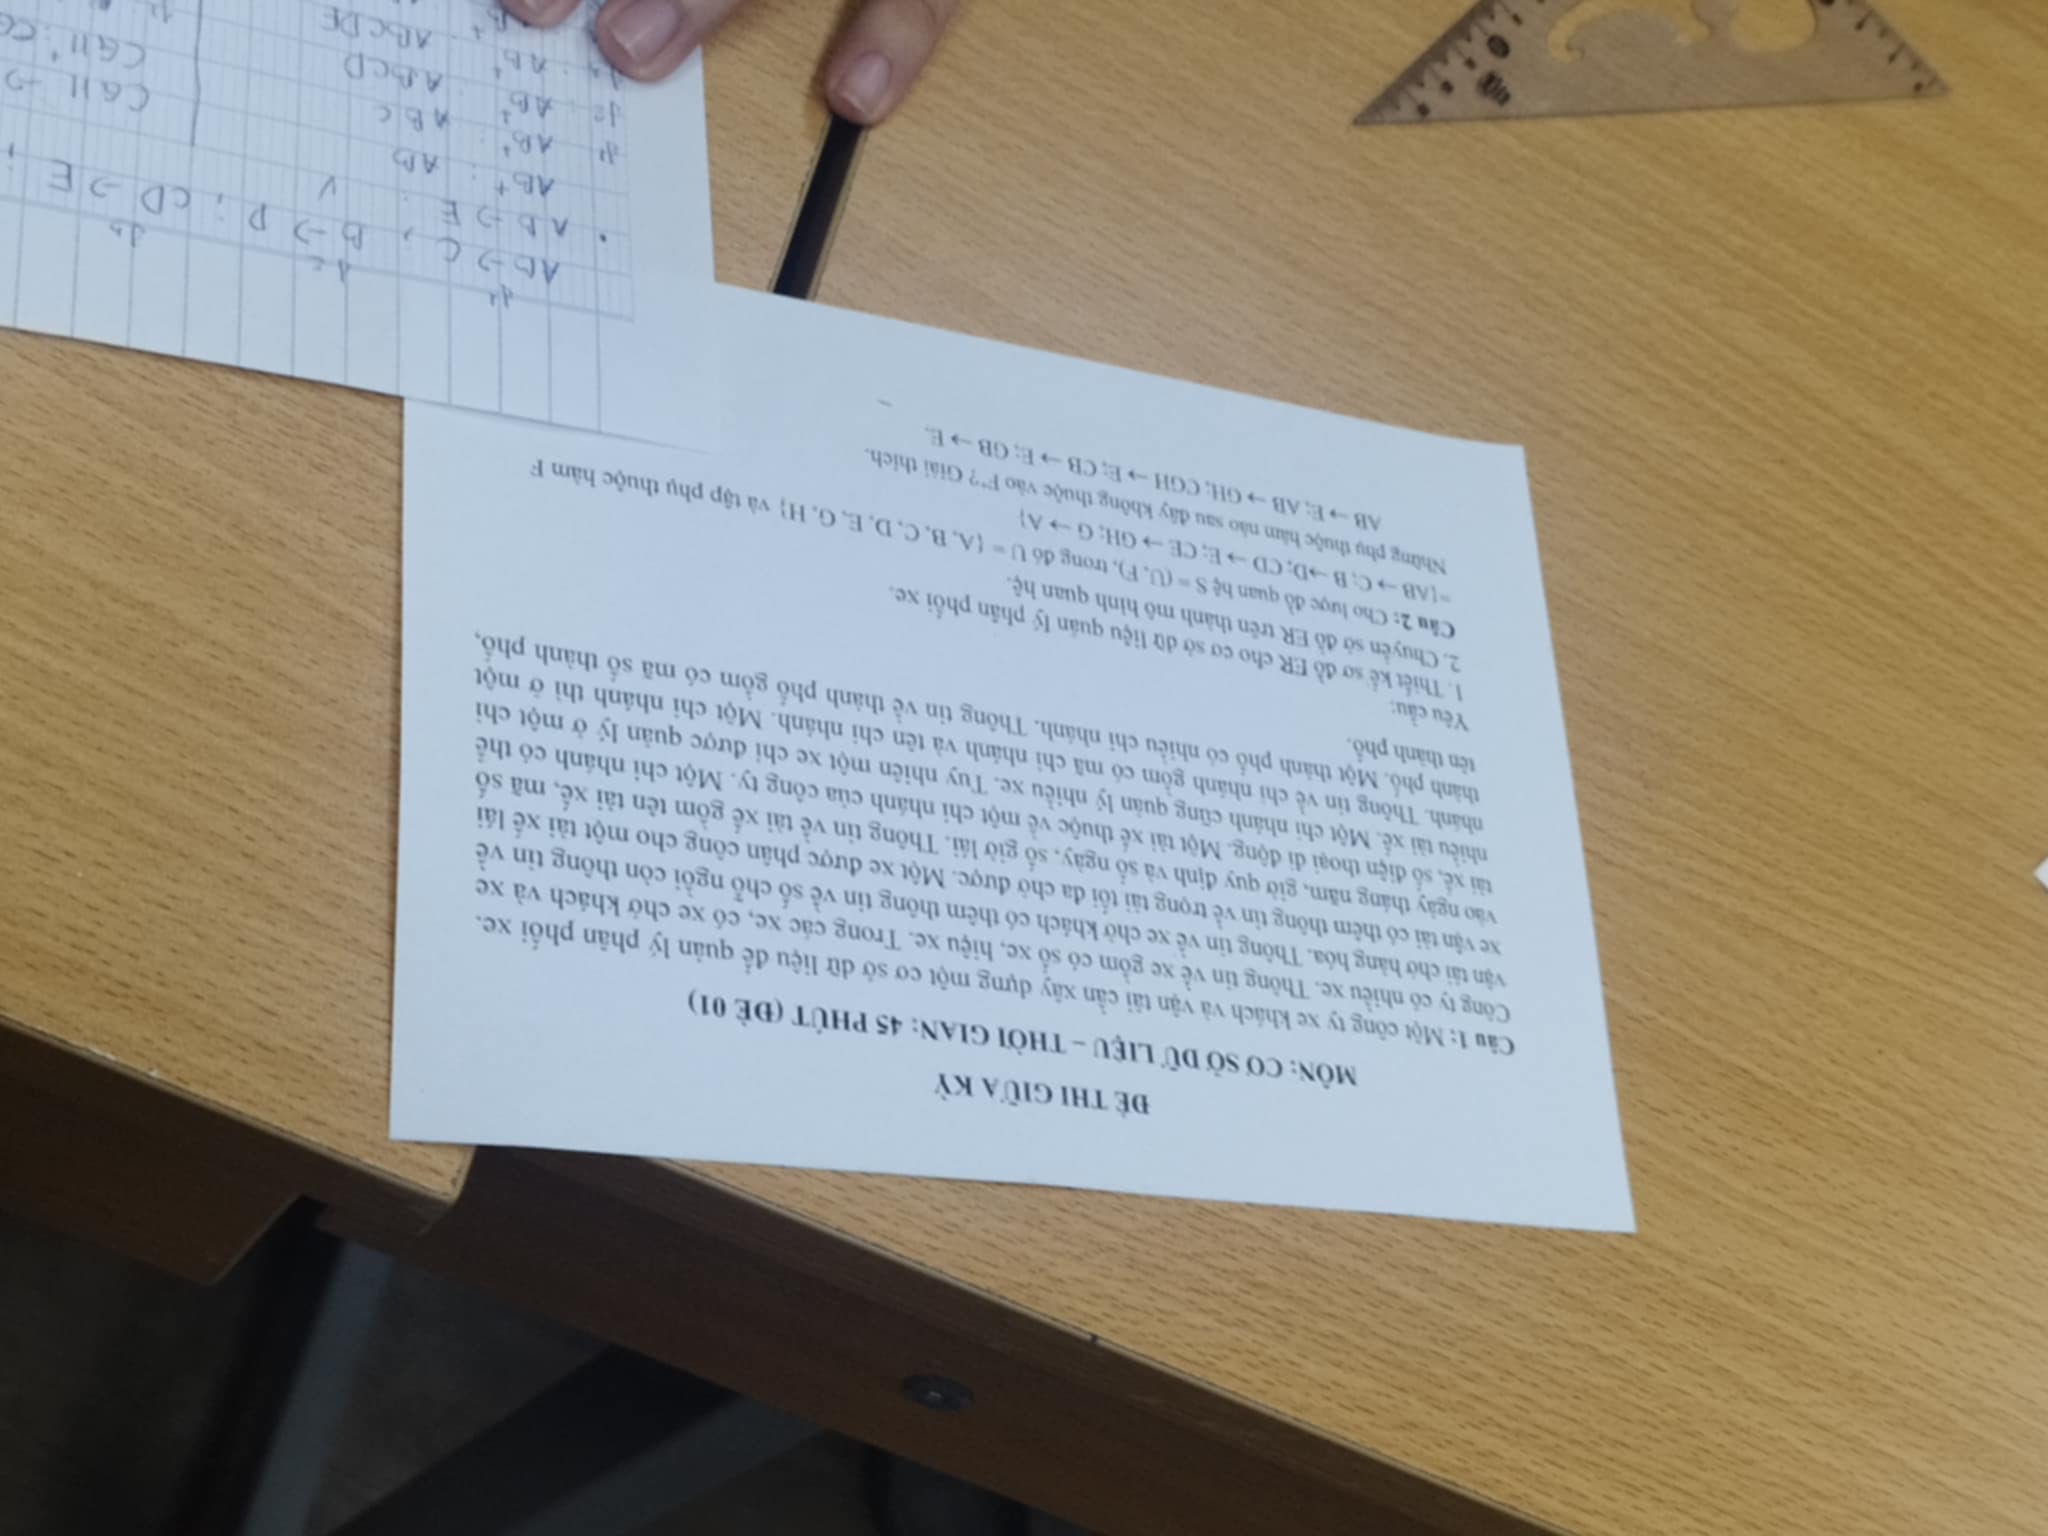 ĐỀ THI GIỮA KỲ
MÔN: CƠ SỞ DỮ LIỆU – THỜI GIAN: 45 PHÚT (ĐỀ 01)
Câu 1: Một công ty xe khách và vận tải cần xây dựng một cơ sở dữ liệu để quản lý phân phối xe.
Công ty có nhiều xe. Thông tin về xe gồm có số xe, hiệu xe. Trong các xe, có xe chở khách và xe
vận tải chở hàng hóa. Thông tin về xe chở khách có thêm thông tin về số chỗ ngồi còn thông tin về
xe vận tải có thêm thông tin về trọng tải tối đa chở được. Một xe được phân công cho một tài xế lái
vào ngày tháng năm, giờ quy định và số ngày, số giờ lái. Thông tin về tài xế gồm tên tài xế, mã số
tài xế, số điện thoại di động. Một tài xế thuộc về một chi nhánh của công ty. Một chi nhánh có thể
nhiều tài xế. Một chi nhánh cũng quản lý nhiều xe. Tuy nhiên một xe chỉ được quản lý ở một chi
nhánh. Thông tin về chi nhánh gồm có mã chi nhánh và tên chi nhánh. Một chi nhánh thì ở một
thành phố. Một thành phố có nhiều chi nhánh. Thông tin về thành phố gồm có mã số thành phố,
tên thành phố.
Yêu cầu:
1. Thiết kế sơ đồ ER cho cơ sở dữ liệu quản lý phân phối xe.
2. Chuyển sở đồ ER trên thành mô hình quan hệ.
Câu 2: Cho lược đồ quan hệ S = (U, F), trong đó U = {A, B, C, D, E, G, H} và tập phụ thuộc hàm F
={AB → C; B →D; CD → E; CE → GH; G → A}
Những phụ thuộc hàm nào sau đây không thuộc vào F⁺? Giải thích.
AB → E; AB → GH; CGH → E; CB → E; GB → E.
AB → C ; B → D ; CD → E ;
AB → E : ✓
AB⁺ : AB
AB⁺ : ABC
AB⁺ : ABCD
AB⁺ : ABCDE
CGH →
CGH⁺ :